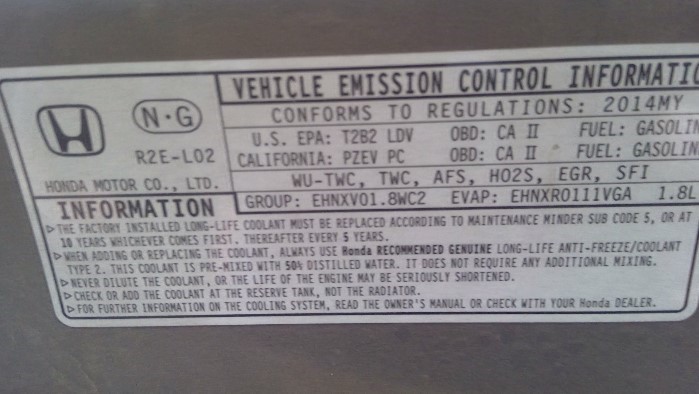 VEHICLE EMISSION CONTROL INFORMATIO
N·G
R2E-L02
HONDA MOTOR CO., LTD.
CONFORMS TO REGULATIONS: 2014MY
U.S. EPA: T2B2 LDV OBD: CA II FUEL: GASOLIN
CALIFORNIA: PZEV PC OBD: CA II FUEL: GASOLIN
WU-TWC, TWC, AFS, HO2S, EGR, SFI
GROUP: EHNXV01.8WC2 EVAP: EHNXR0111VGA 1.8L
INFORMATION
▷THE FACTORY INSTALLED LONG-LIFE COOLANT MUST BE REPLACED ACCORDING TO MAINTENANCE MINDER SUB CODE 5, OR AT
10 YEARS WHICHEVER COMES FIRST. THEREAFTER EVERY 5 YEARS.
▷WHEN ADDING OR REPLACING THE COOLANT, ALWAYS USE Honda RECOMMENDED GENUINE LONG-LIFE ANTI-FREEZE/COOLANT
TYPE 2. THIS COOLANT IS PRE-MIXED WITH 50% DISTILLED WATER. IT DOES NOT REQUIRE ANY ADDITIONAL MIXING.
▷NEVER DILUTE THE COOLANT, OR THE LIFE OF THE ENGINE MAY BE SERIOUSLY SHORTENED.
▷CHECK OR ADD THE COOLANT AT THE RESERVE TANK, NOT THE RADIATOR.
▷FOR FURTHER INFORMATION ON THE COOLING SYSTEM, READ THE OWNER'S MANUAL OR CHECK WITH YOUR Honda DEALER.